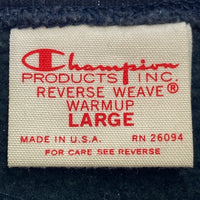 Champion
PRODUCTS INC.
REVERSE WEAVE®
WARMUP
LARGE
MADE IN U.S.A. RN 26094
FOR CARE SEE REVERSE